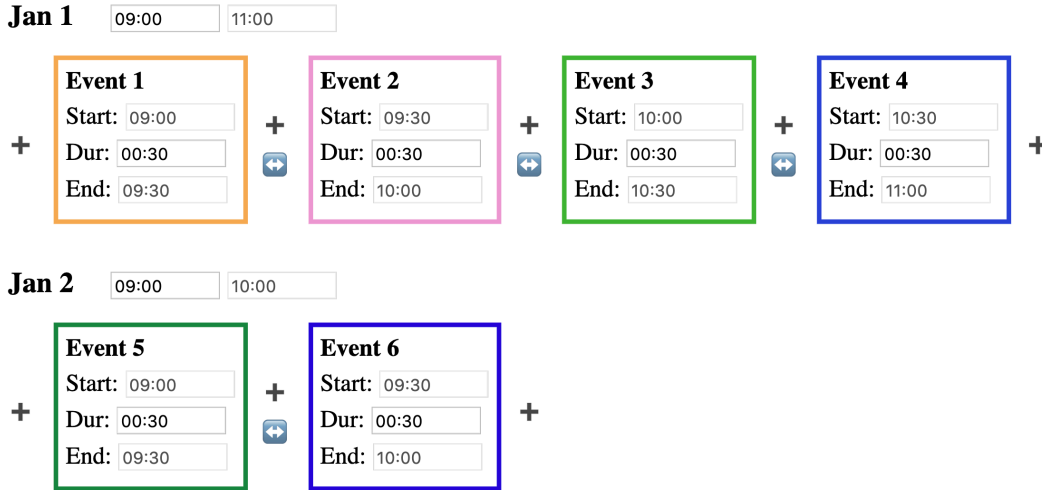 Jan 1 09:00 11:00
Event 1 Event 2 Event 3 Event 4
Start: 09:00 Start: 09:30 Start: 10:00 Start: 10:30
Dur: 00:30 Dur: 00:30 Dur: 00:30 Dur: 00:30
End: 09:30 End: 10:00 End: 10:30 End: 11:00
Jan 2 09:00 10:00
Event 5 Event 6
Start: 09:00 Start: 09:30
Dur: 00:30 Dur: 00:30
End: 09:30 End: 10:00